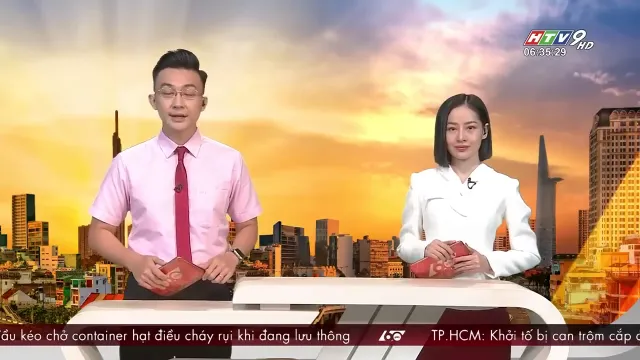 HTV9 HD
06:35:29
Tầu kéo chở container hạt điều cháy rụi khi đang lưu thông 60 TP.HCM: Khởi tố bị can trộm cắp